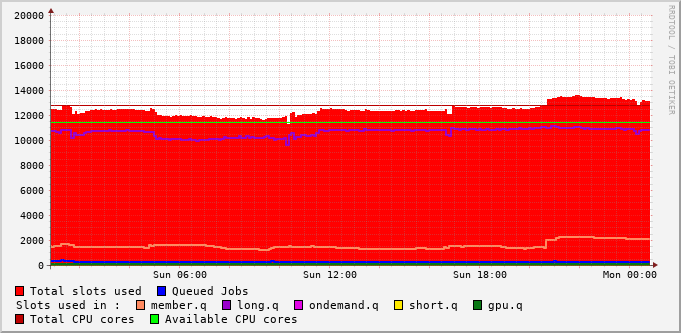 20000
18000
16000
14000
12000
10000
8000
6000
4000
2000
0
Sun 06:00 Sun 12:00 Sun 18:00 Mon 00:00
Total slots used Queued Jobs
Slots used in : member.q long.q ondemand.q short.q gpu.q
Total CPU cores Available CPU cores
RRDTOOL / TOBI OETIKER